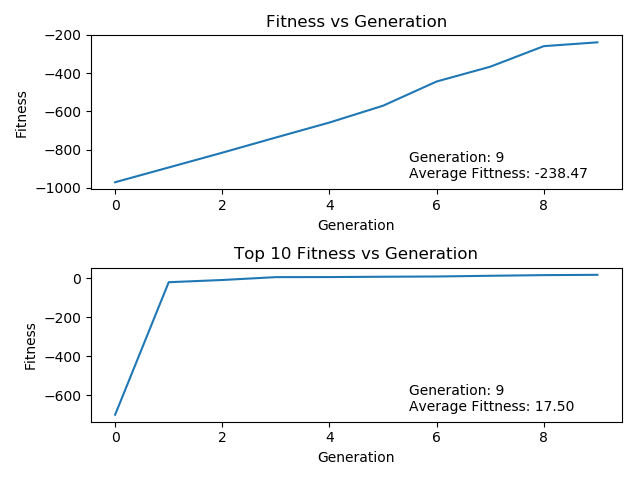 Fitness vs Generation
−200
−400
−600
−800
−1000
Fitness
Generation: 9
Average Fittness: -238.47
0 2 4 6 8
Generation
Top 10 Fitness vs Generation
0
−200
−400
−600
Fitness
Generation: 9
Average Fittness: 17.50
0 2 4 6 8
Generation